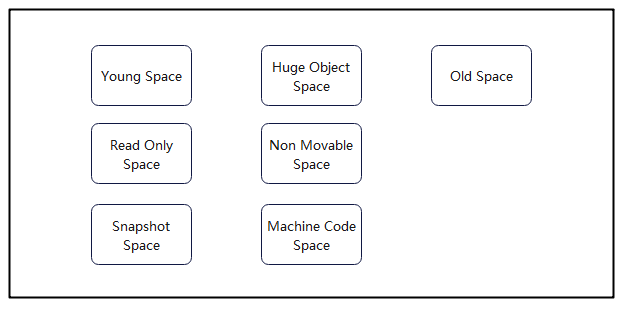 Young Space
Huge Object
Space
Old Space
Read Only
Space
Non Movable
Space
Snapshot
Space
Machine Code
Space